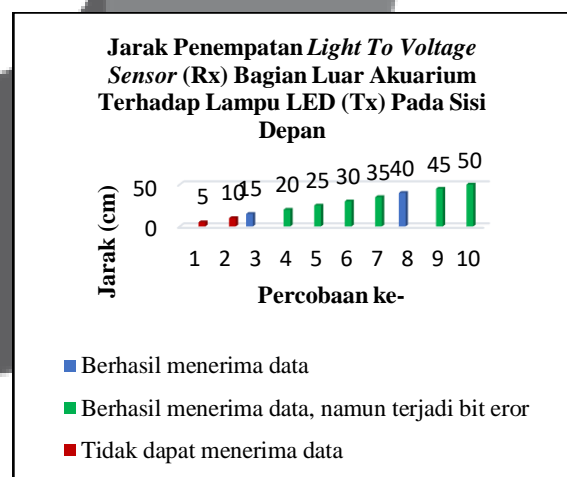 Jarak Penempatan Light To Voltage
Sensor (Rx) Bagian Luar Akuarium
Terhadap Lampu LED (Tx) Pada Sisi
Depan
5 10 15 20 25 30 35 40 45 50
50
0
Jarak (cm)
1 2 3 4 5 6 7 8 9 10
Percobaan ke-
Berhasil menerima data
Berhasil menerima data, namun terjadi bit eror
Tidak dapat menerima data